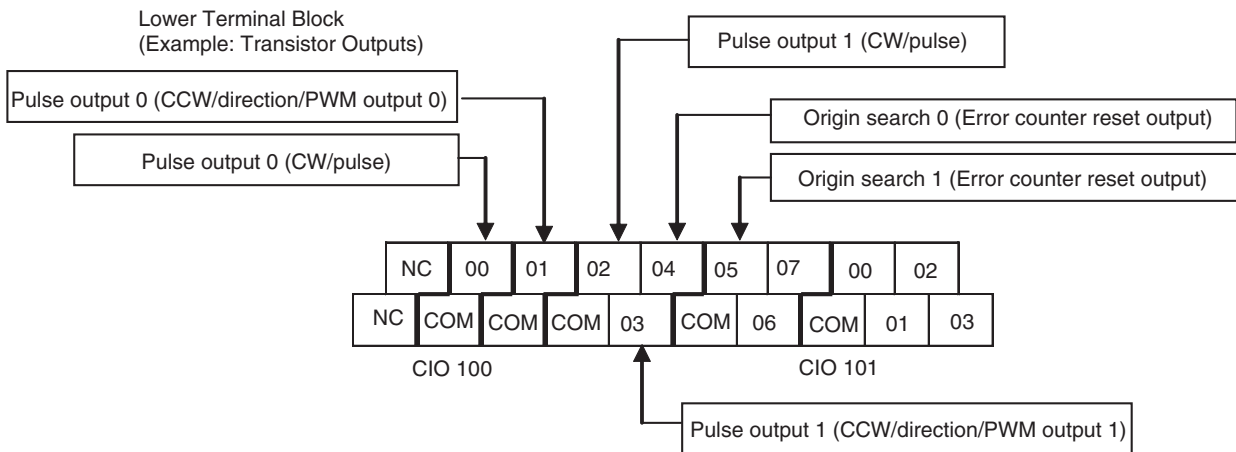 Lower Terminal Block
(Example: Transistor Outputs)
Pulse output 1 (CW/pulse)
Pulse output 0 (CCW/direction/PWM output 0)
Origin search 0 (Error counter reset output)
Pulse output 0 (CW/pulse)
Origin search 1 (Error counter reset output)
NC 00 01 02 04 05 07 00 02
NC COM COM COM 03 COM 06 COM 01 03
CIO 100 CIO 101
Pulse output 1 (CCW/direction/PWM output 1)